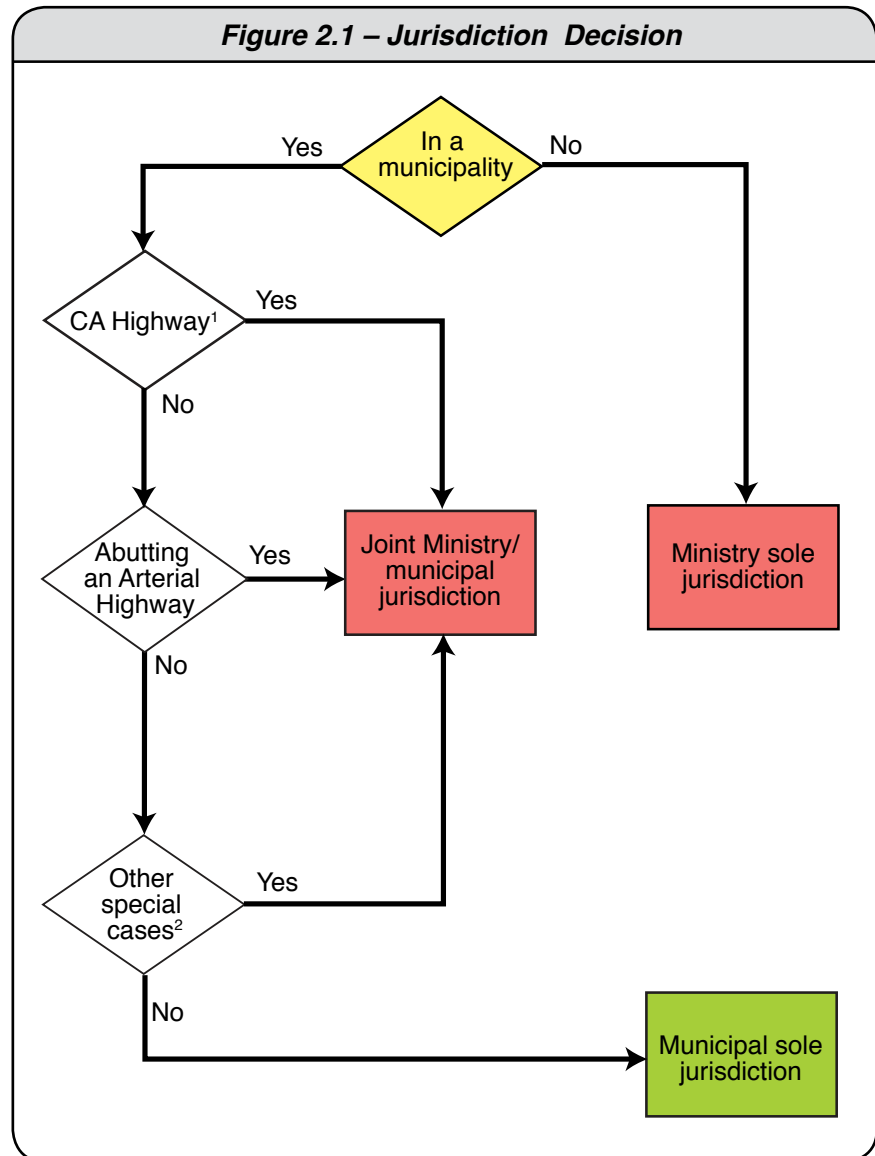 Figure 2.1 – Jurisdiction Decision
In a
municipality
Yes
No
CA Highway¹
Yes
No
Abutting
an Arterial
Highway
Yes
Joint Ministry/
municipal
jurisdiction
Ministry sole
jurisdiction
No
Other
special
cases²
Yes
No
Municipal sole
jurisdiction